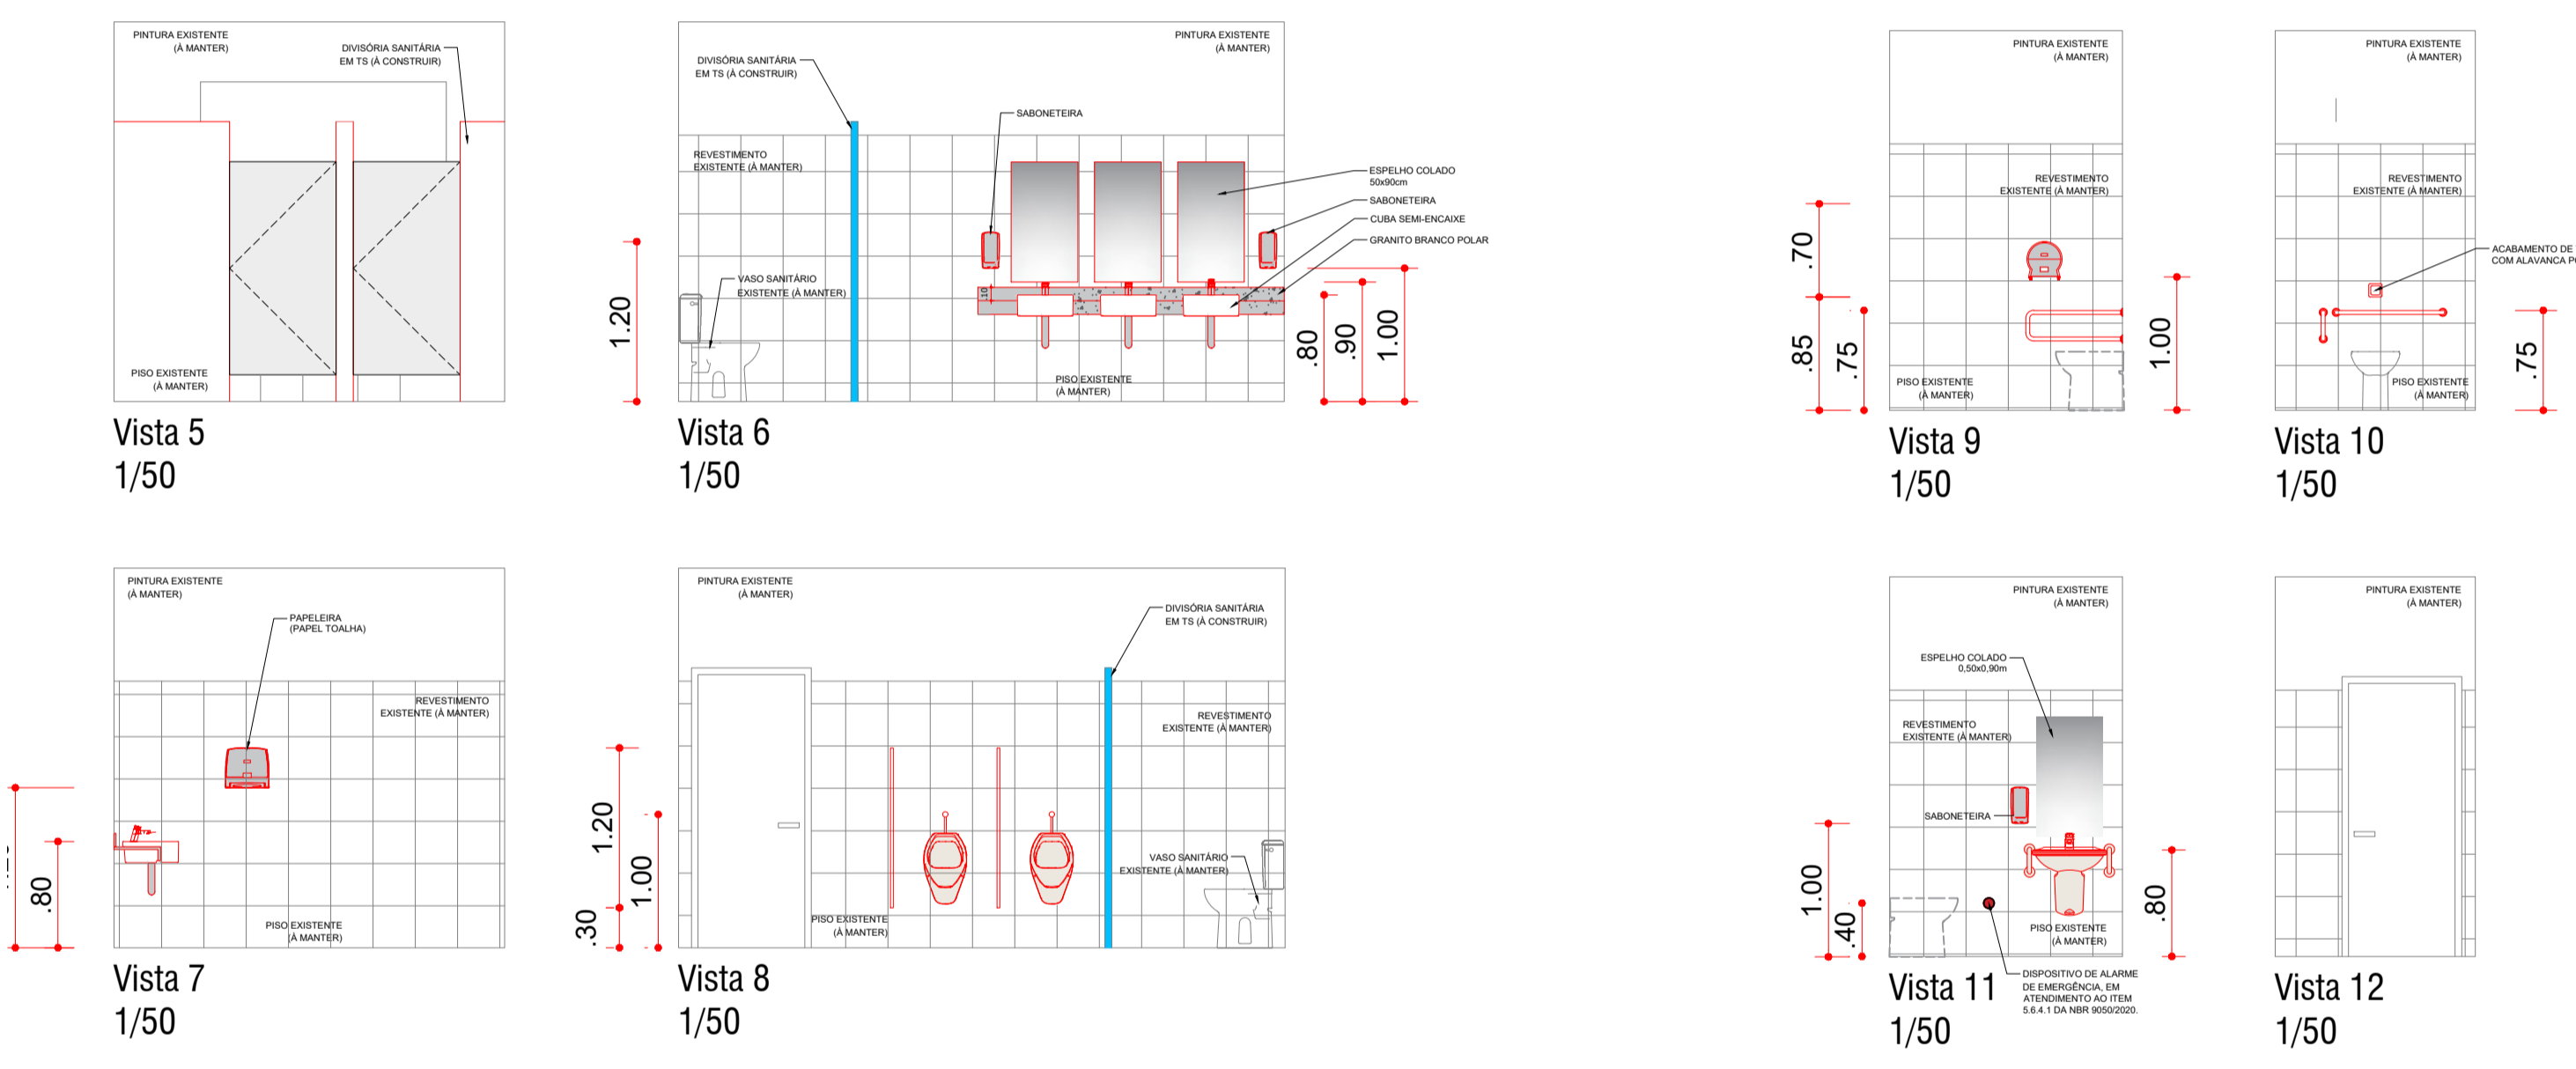 PINTURA EXISTENTE
(À MANTER)
DIVISÓRIA SANITÁRIA
EM TS (À CONSTRUIR)
PISO EXISTENTE
(À MANTER)
Vista 5
1/50
PINTURA EXISTENTE
(À MANTER)
DIVISÓRIA SANITÁRIA
EM TS (À CONSTRUIR)
SABONETEIRA
REVESTIMENTO
EXISTENTE (À MANTER)
ESPELHO COLADO
50x90cm
SABONETEIRA
CUBA SEMI-ENCAIXE
GRANITO BRANCO POLAR
VASO SANITÁRIO
EXISTENTE (À MANTER)
.10
1.20
.80
.90
1.00
PISO EXISTENTE
(À MANTER)
Vista 6
1/50
PINTURA EXISTENTE
(À MANTER)
REVESTIMENTO
EXISTENTE (À MANTER)
.70
.85
.75
1.00
PISO EXISTENTE
(À MANTER)
Vista 9
1/50
PINTURA EXISTENTE
(À MANTER)
REVESTIMENTO
EXISTENTE (À MANTER)
ACABAMENTO DE
COM ALAVANCA
.75
PISO EXISTENTE
(À MANTER)
Vista 10
1/50
PINTURA EXISTENTE
(À MANTER)
PAPELEIRA
(PAPEL TOALHA)
REVESTIMENTO
EXISTENTE (À MANTER)
.80
PISO EXISTENTE
(À MANTER)
Vista 7
1/50
PINTURA EXISTENTE
(À MANTER)
DIVISÓRIA SANITÁRIA
EM TS (À CONSTRUIR)
REVESTIMENTO
EXISTENTE (À MANTER)
1.20
1.00
.30
VASO SANITÁRIO
EXISTENTE (À MANTER)
PISO EXISTENTE
(À MANTER)
Vista 8
1/50
PINTURA EXISTENTE
(À MANTER)
ESPELHO COLADO
0,50x0,90m
REVESTIMENTO
EXISTENTE (À MANTER)
SABONETEIRA
1.00
.40
.80
PISO EXISTENTE
(À MANTER)
DISPOSITIVO DE ALARME
DE EMERGÊNCIA, EM
ATENDIMENTO AO ITEM
5.6.4.1 DA NBR 9050/2020.
Vista 11
1/50
PINTURA EXISTENTE
(À MANTER)
Vista 12
1/50